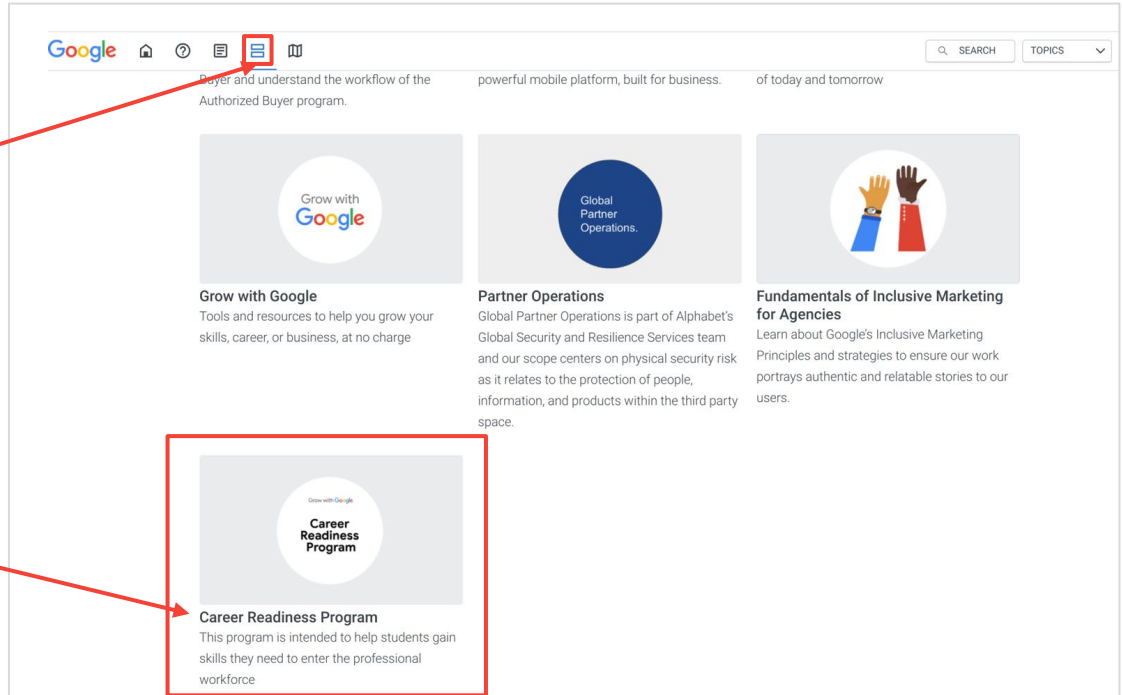 Google
SEARCH
TOPICS
Buyer and understand the workflow of the
Authorized Buyer program.
powerful mobile platform, built for business.
of today and tomorrow
Grow with
Google
Global
Partner
Operations.
Grow with Google
Tools and resources to help you grow your
skills, career, or business, at no charge
Partner Operations
Global Partner Operations is part of Alphabet's
Global Security and Resilience Services team
and our scope centers on physical security risk
as it relates to the protection of people,
information, and products within the third party
space.
Fundamentals of Inclusive Marketing
for Agencies
Learn about Google's Inclusive Marketing
Principles and strategies to ensure our work
portrays authentic and relatable stories to our
users.
Grow with Google
Career
Readiness
Program
Career Readiness Program
This program is intended to help students gain
skills they need to enter the professional
workforce